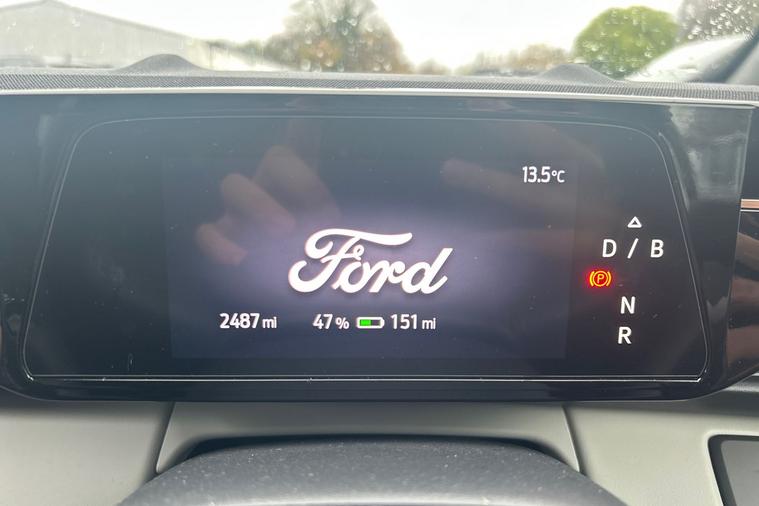 13.5°C
Ford
D / B
P
2487 mi
47 % 151 mi
N
R